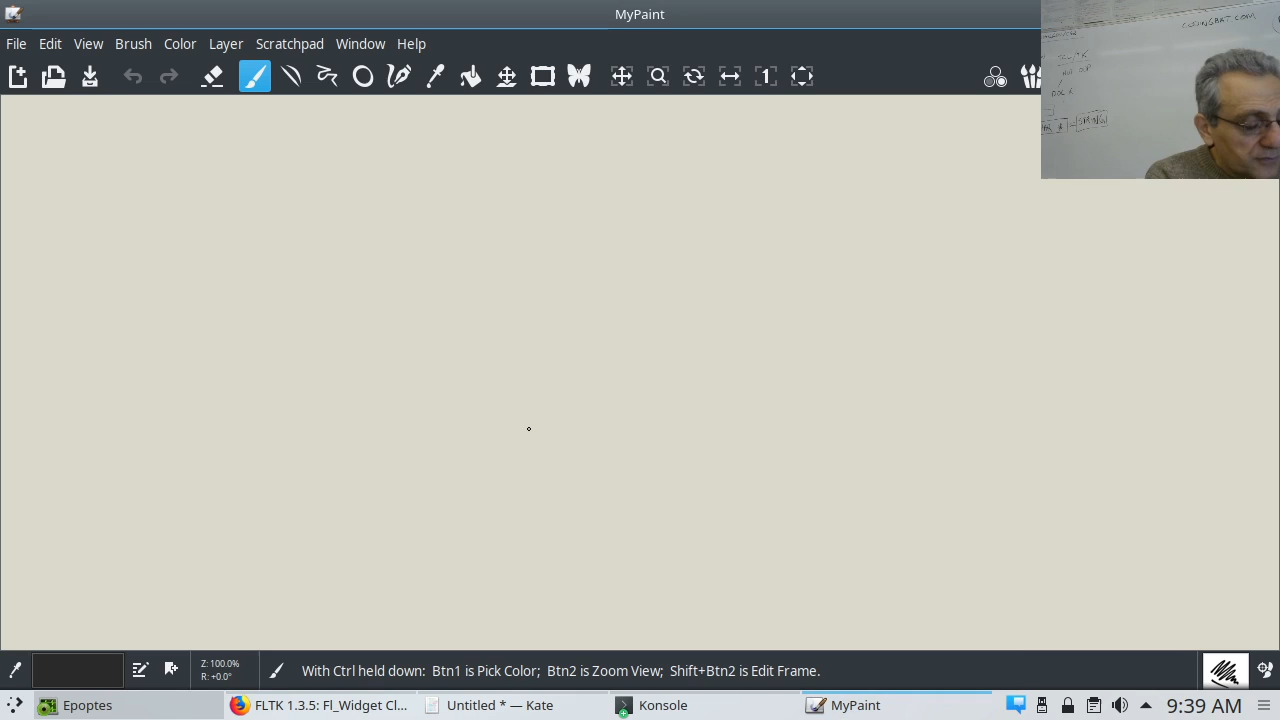 MyPaint
File Edit View Brush Color Layer Scratchpad Window Help
CODINGBAT.COM
Z: 100.0%
R: +0.0°
With Ctrl held down: Btn1 is Pick Color; Btn2 is Zoom View; Shift+Btn2 is Edit Frame.
Epoptes
FLTK 1.3.5: Fl_Widget Cl...
Untitled * — Kate
Konsole
MyPaint
9:39 AM